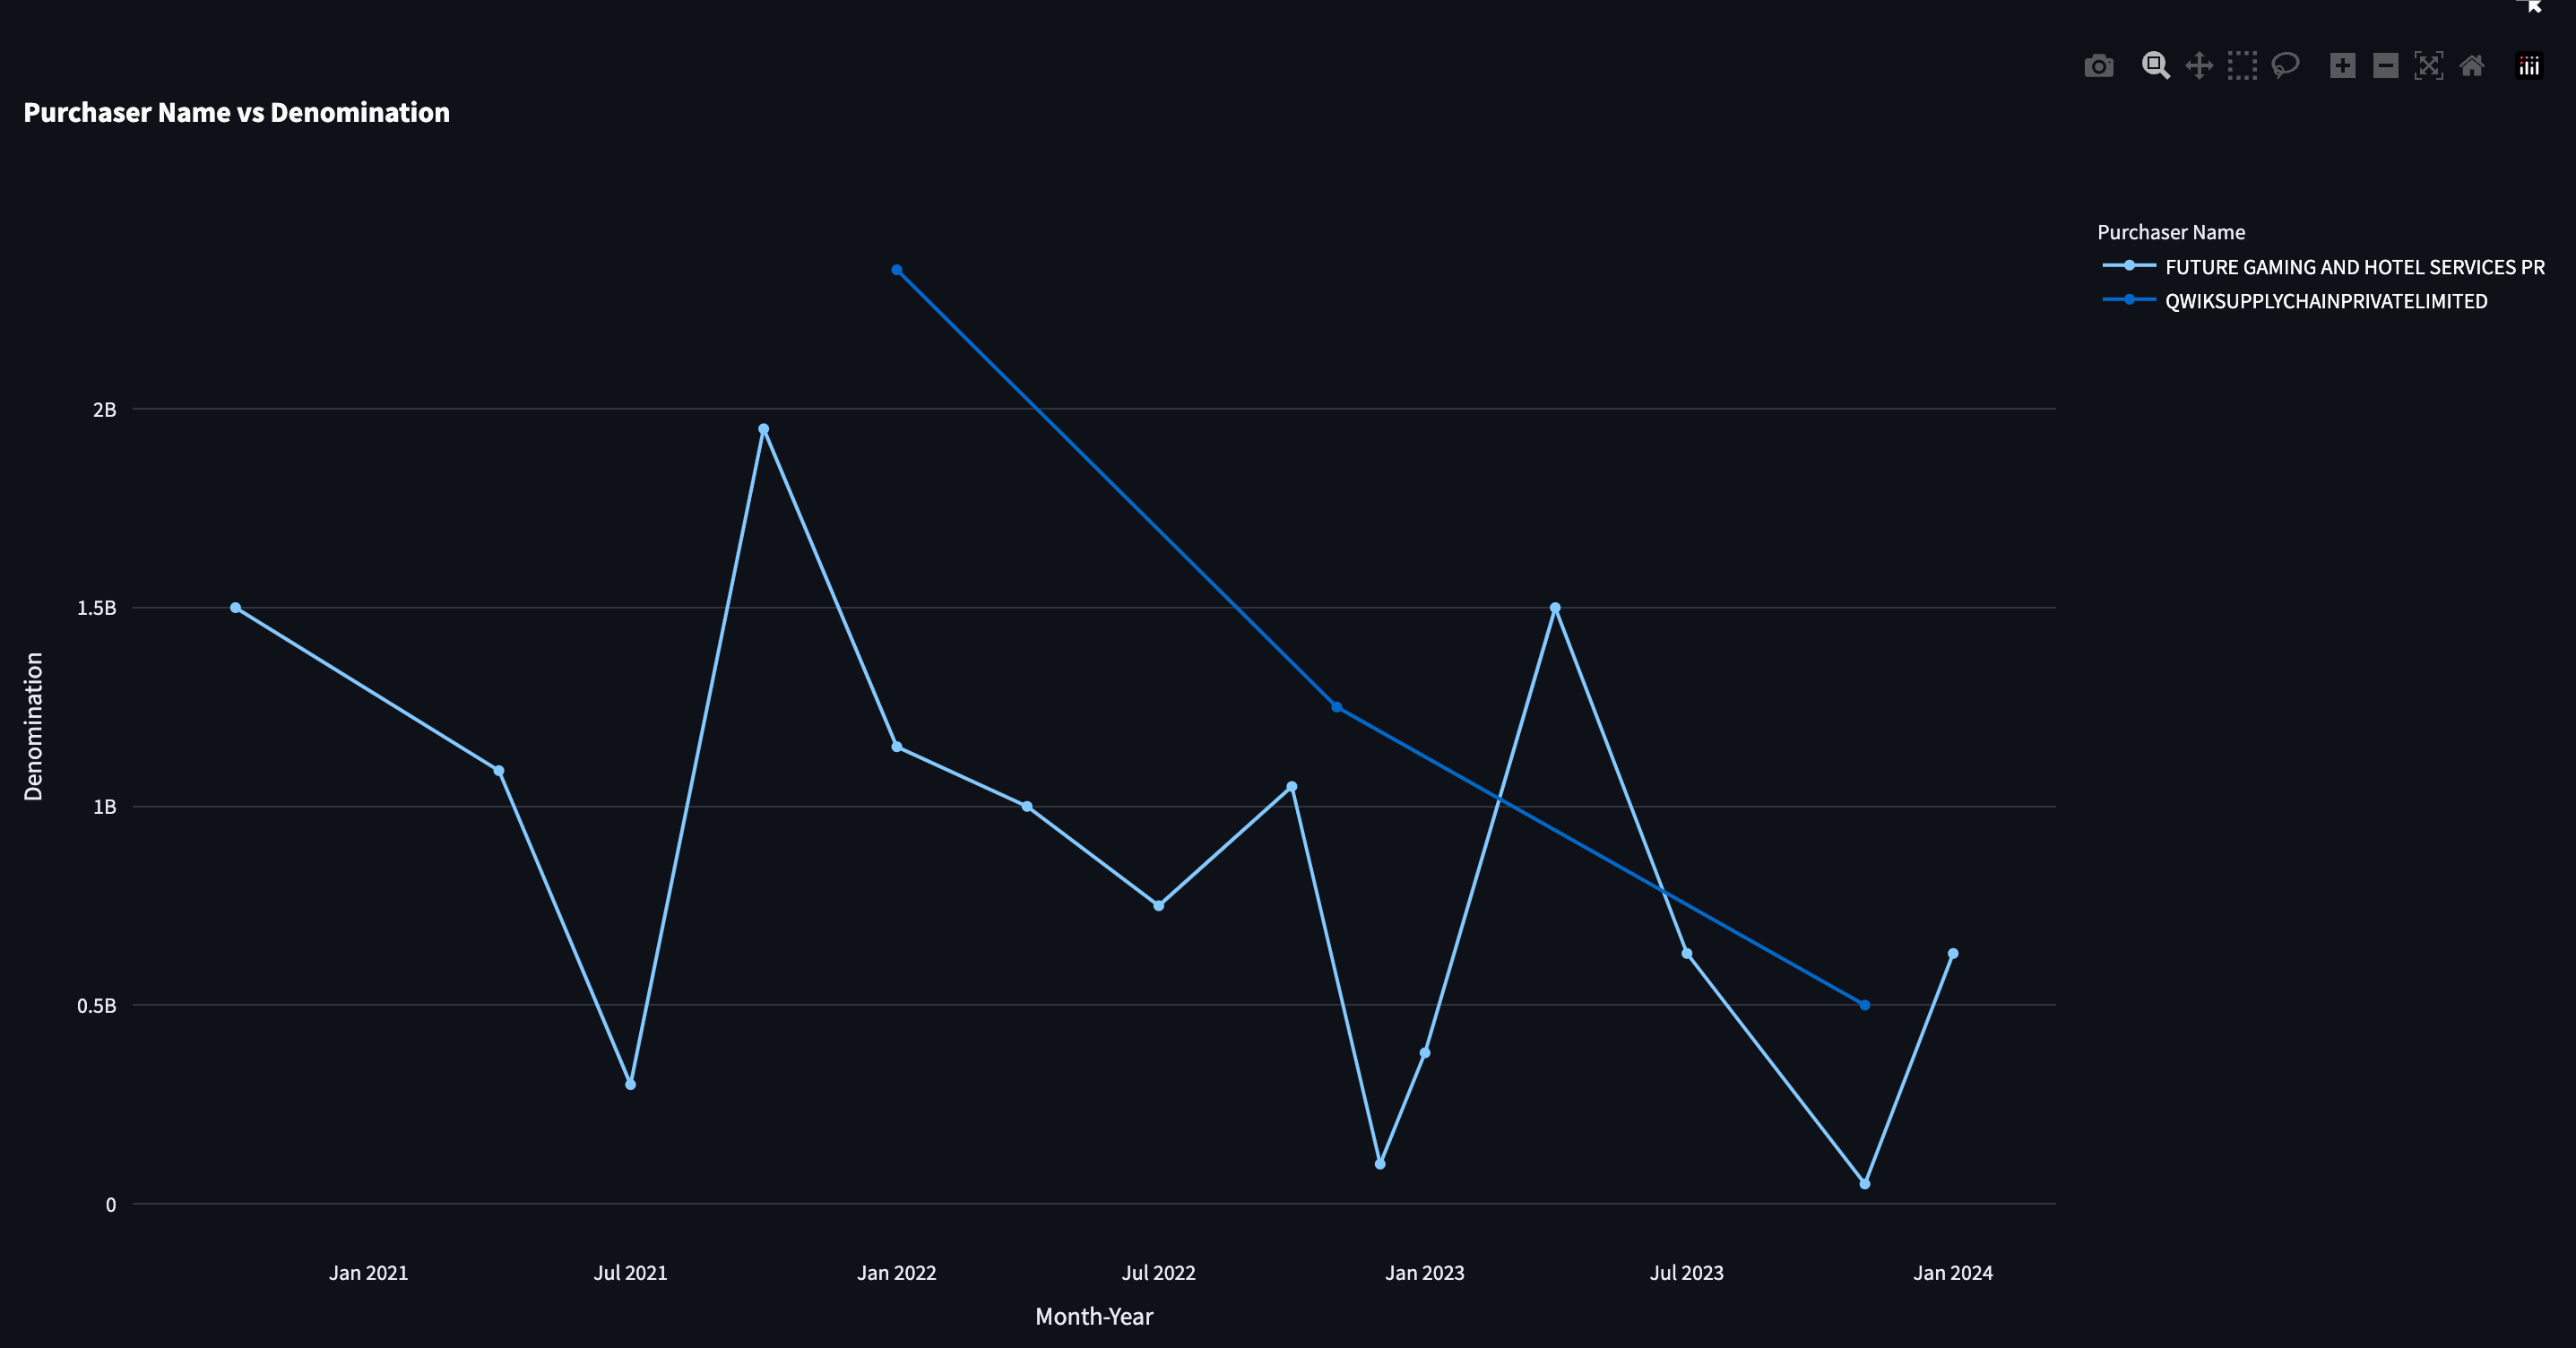 Purchaser Name vs Denomination
Purchaser Name
FUTURE GAMING AND HOTEL SERVICES PR
QWIKSUPPLYCHAINPRIVATELIMITED
2B
1.5B
1B
0.5B
0
Denomination
Jan 2021
Jul 2021
Jan 2022
Jul 2022
Jan 2023
Jul 2023
Jan 2024
Month-Year